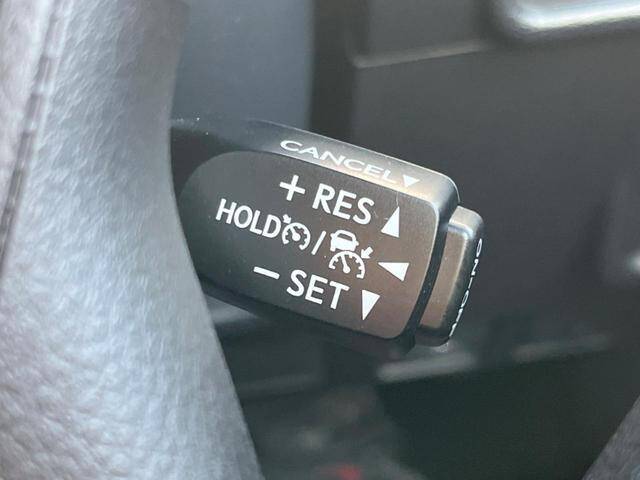 CANCEL▼
+ RES ▲
HOLD / ◀
− SET ▼